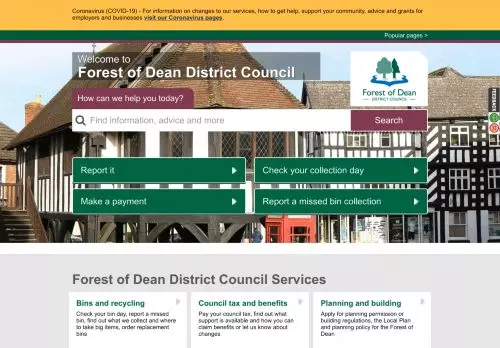 Coronavirus (COVID-19) - For information on changes to our services, how to get help, support your community, advice and grants for
employers and businesses visit our Coronavirus pages.
Popular pages >
Welcome to
Forest of Dean District Council
Forest of Dean
DISTRICT COUNCIL
How can we help you today?
Find information, advice and more
Search
FEEDBACK
Report it
Check your collection day
Make a payment
Report a missed bin collection
Forest of Dean District Council Services
Bins and recycling
Check your bin day, report a missed
bin, find out what we collect and where
to take big items, order replacement
bins
Council tax and benefits
Pay your council tax, find out what
support is available and how you can
claim benefits or let us know about
changes
Planning and building
Apply for planning permission or
building regulations, the Local Plan
and planning policy for the Forest of
Dean